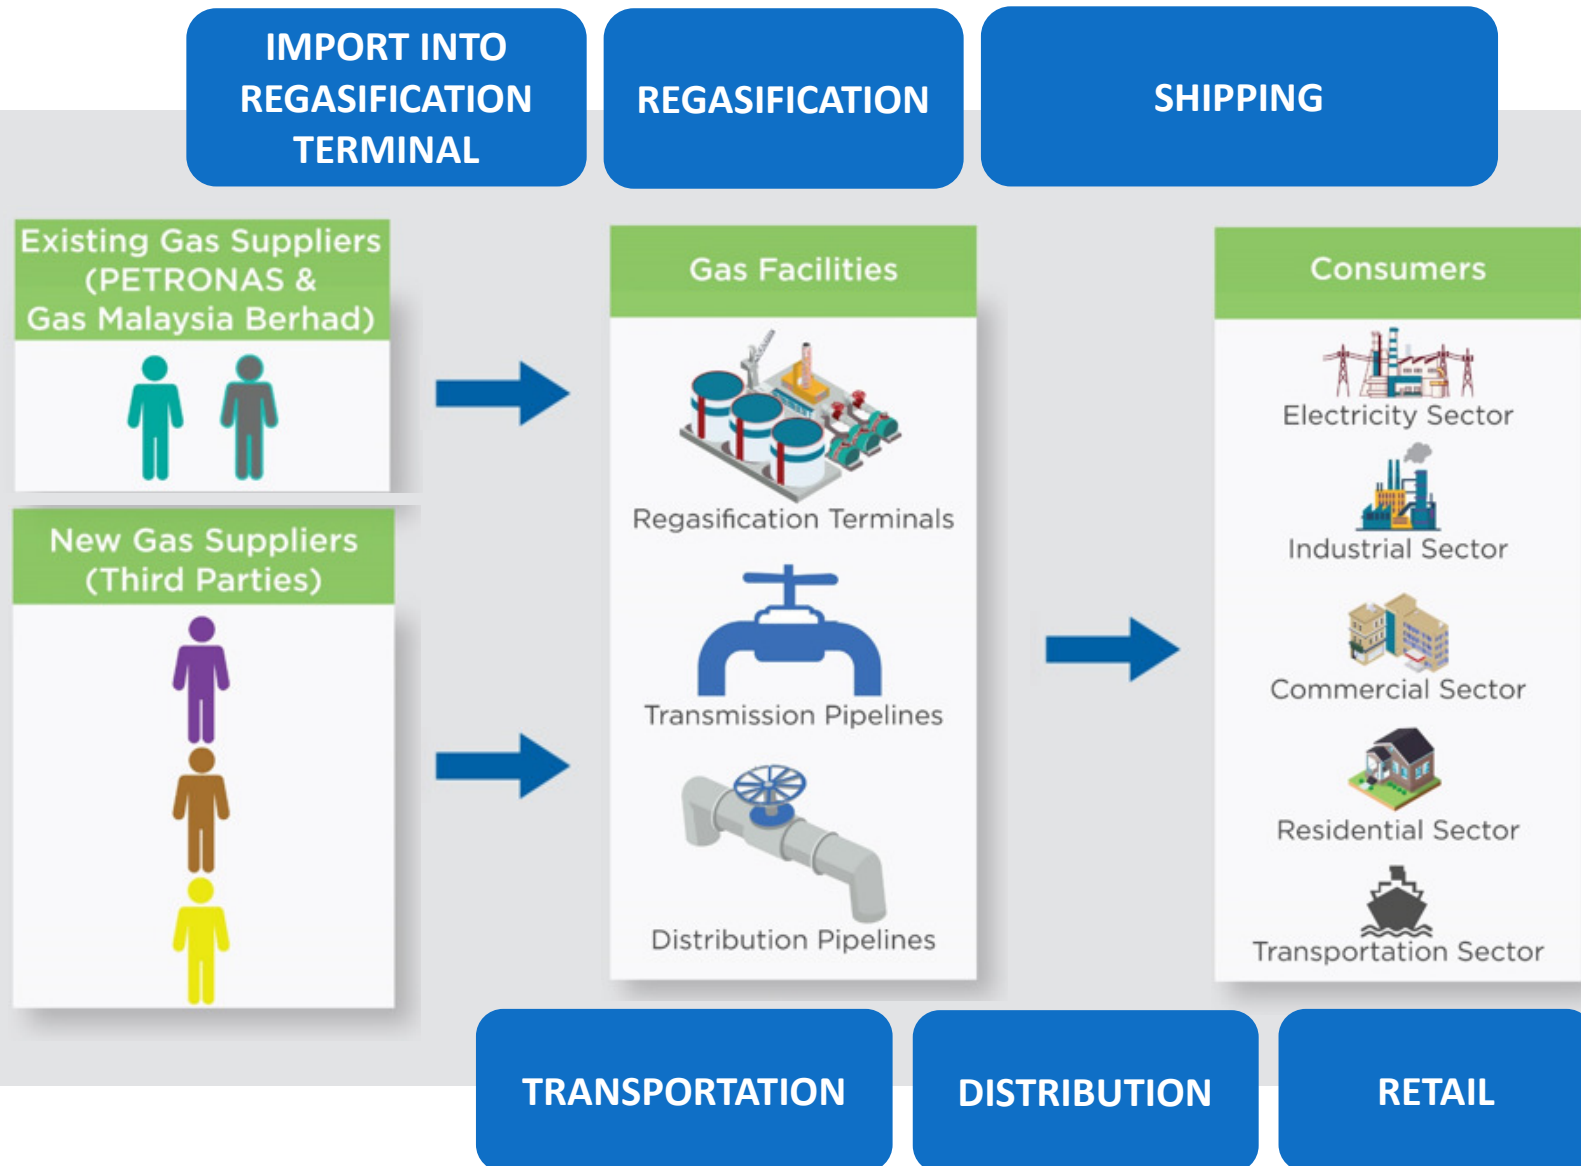 IMPORT INTO
REGASIFICATION
TERMINAL
REGASIFICATION
SHIPPING
Existing Gas Suppliers
(PETRONAS &
Gas Malaysia Berhad)
New Gas Suppliers
(Third Parties)
Gas Facilities
Regasification Terminals
Transmission Pipelines
Distribution Pipelines
Consumers
Electricity Sector
Industrial Sector
Commercial Sector
Residential Sector
Transportation Sector
TRANSPORTATION
DISTRIBUTION
RETAIL